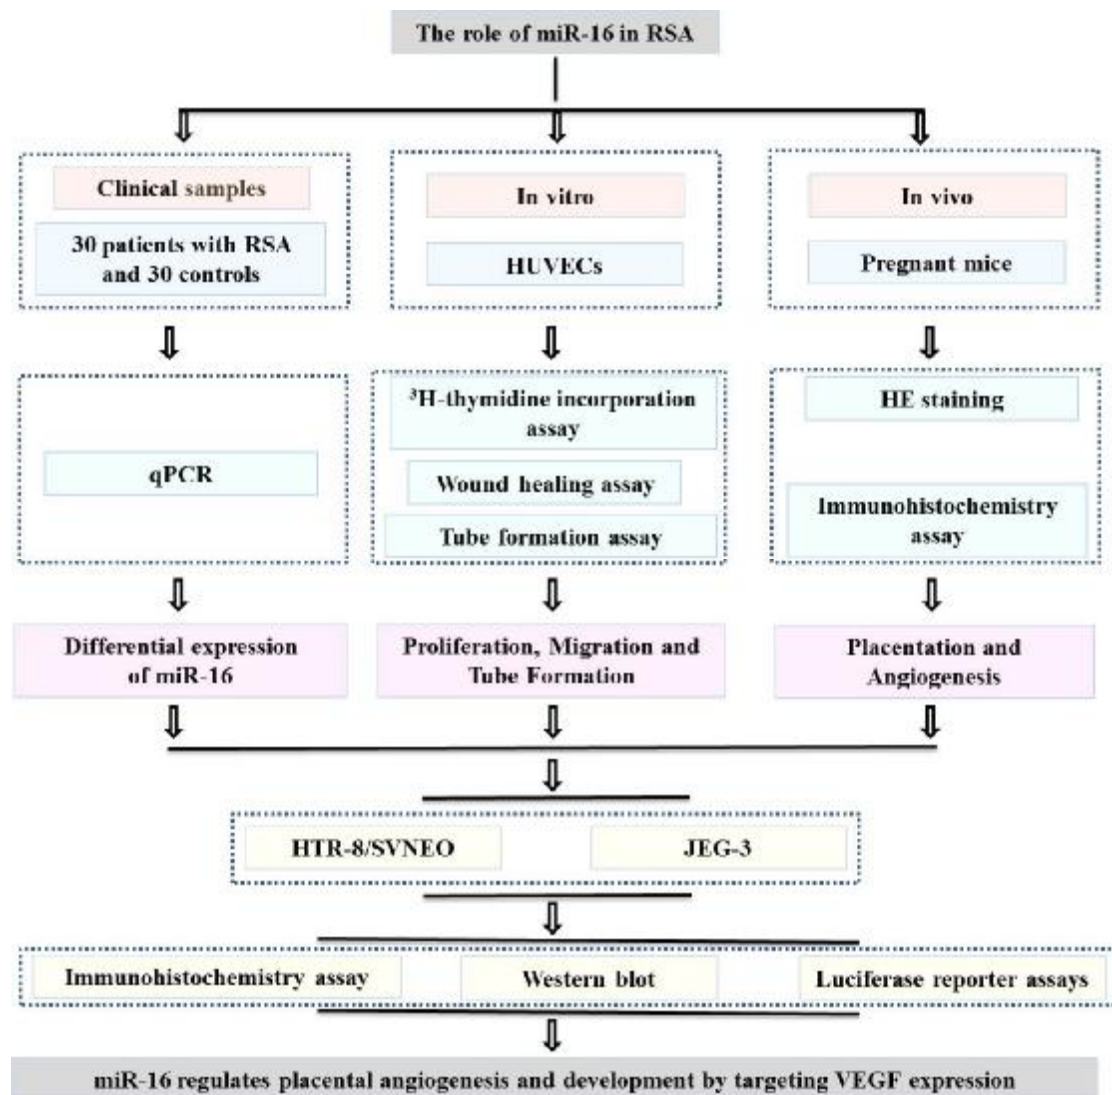 The role of miR-16 in RSA
Clinical samples
30 patients with RSA
and 30 controls
In vitro
HUVECs
In vivo
Pregnant mice
qPCR
³H-thymidine incorporation
assay
Wound healing assay
Tube formation assay
HE staining
Immunohistochemistry
assay
Differential expression
of miR-16
Proliferation, Migration and
Tube Formation
Placentation and
Angiogenesis
HTR-8/SVNEO
JEG-3
Immunohistochemistry assay
Western blot
Luciferase reporter assays
miR-16 regulates placental angiogenesis and development by targeting VEGF expression